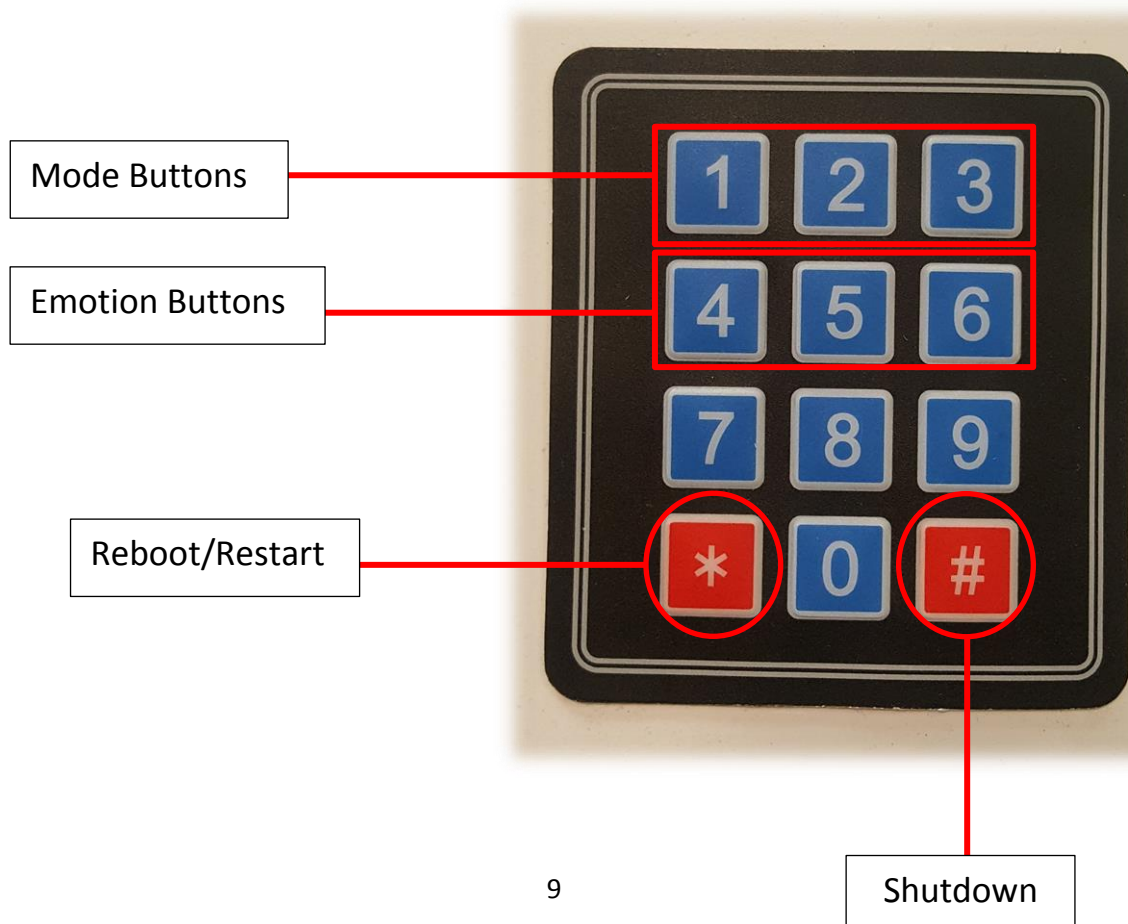 Mode Buttons
1 2 3
Emotion Buttons
4 5 6
7 8 9
Reboot/Restart
* 0 #
9
Shutdown